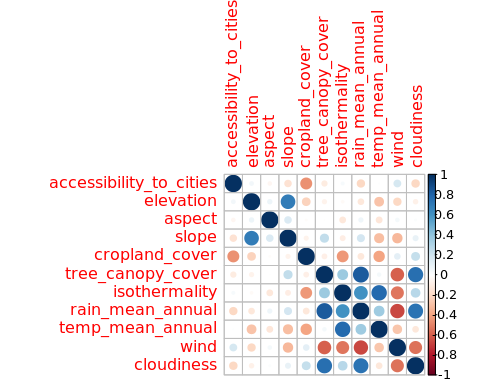 accessibility_to_cities
elevation
aspect
slope
cropland_cover
tree_canopy_cover
isothermality
rain_mean_annual
temp_mean_annual
wind
cloudiness
accessibility_to_cities
elevation
aspect
slope
cropland_cover
tree_canopy_cover
isothermality
rain_mean_annual
temp_mean_annual
wind
cloudiness
1
0.8
0.6
0.4
0.2
0
-0.2
-0.4
-0.6
-0.8
-1